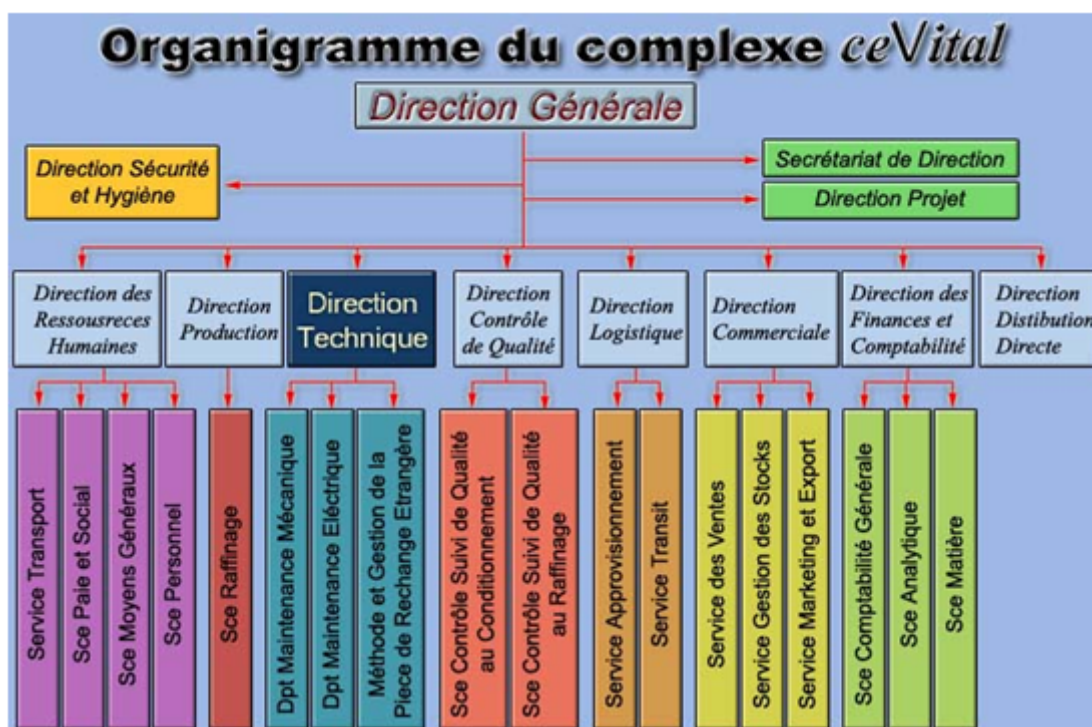 Organigramme du complexe ceVital
Direction Générale
Direction Sécurité
et Hygiène
Secrétariat de Direction
Direction Projet
Direction des
Ressousreces
Humaines
Direction
Production
Direction
Technique
Direction
Contrôle
de Qualité
Direction
Logistique
Direction
Commerciale
Direction des
Finances et
Comptabilité
Direction
Distibution
Directe
Service Transport
Sce Paie et Social
Sce Moyens Généraux
Sce Personnel
Sce Raffinage
Dpt Maintenance Mécanique
Dpt Maintenance Eléctrique
Méthode et Gestion de la
Piece de Rechange Etrangère
Sce Contrôle Suivi de Qualité
au Conditionnement
Sce Contrôle Suivi de Qualité
au Raffinage
Service Approvisionnement
Service Transit
Service des Ventes
Service Gestion des Stocks
Service Marketing et Export
Sce Comptabilité Générale
Sce Analytique
Sce Matière